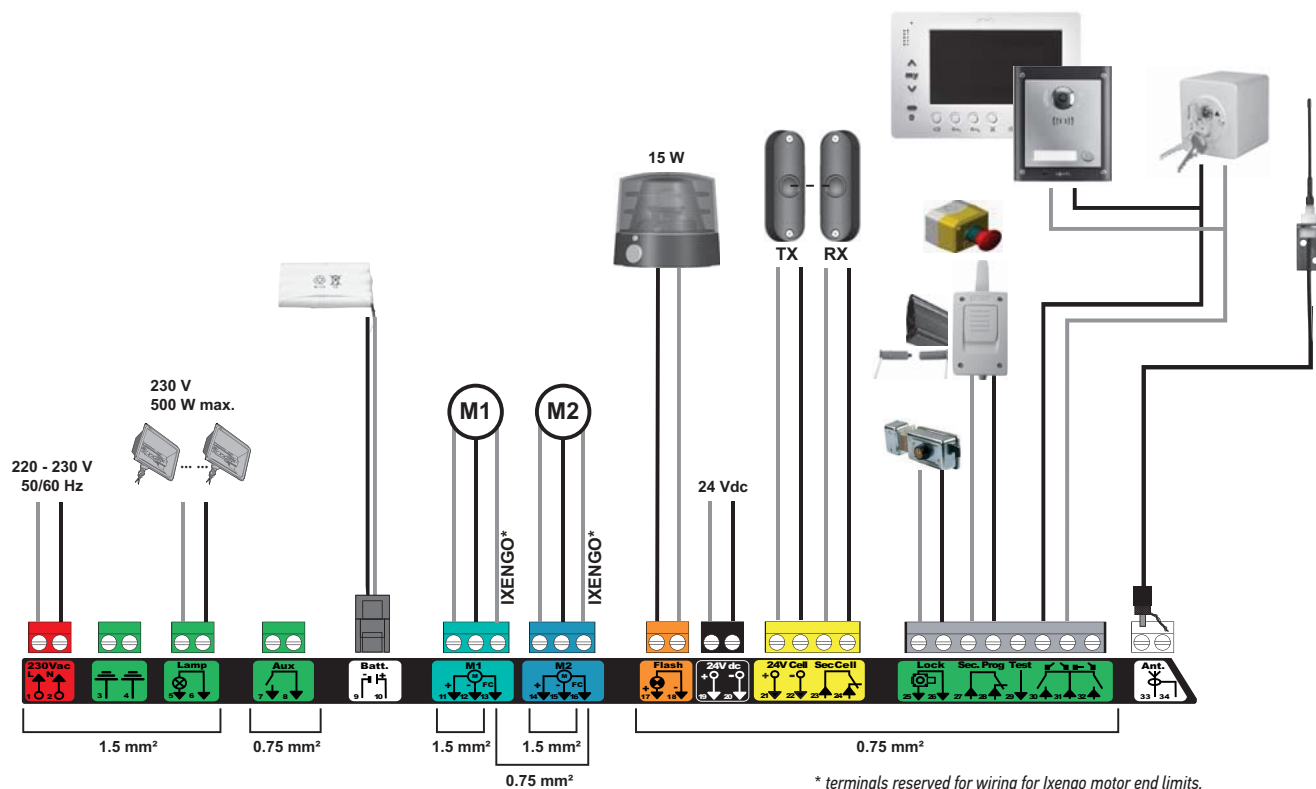 15 W
TX
RX
230 V
500 W max.
M1
M2
220 - 230 V
50/60 Hz
24 Vdc
IXENGO*
IXENGO*
my
230Vac
L
N
1
2
3
4
Lamp
5
6
Aux
7
8
Batt.
9
10
M1
+
M
-
FC
11
12
13
M2
+
M
-
FC
14
15
16
Flash
+
-
17
18
24V dc
+
-
19
20
24V Cell
+
-
21
22
Sec Cell
23
24
Lock
25
26
Sec. Prog
27
28
Test
29
30
31
32
Ant.
33
34
1.5 mm²
0.75 mm²
1.5 mm²
1.5 mm²
0.75 mm²
0.75 mm²
* terminals reserved for wiring for Ixengo motor end limits.